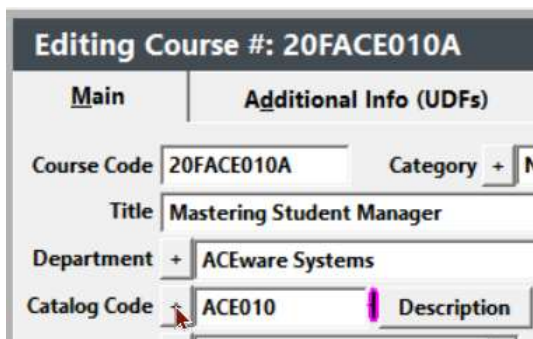 Editing Course #: 20FACE010A
Main Additional Info (UDFs)
Course Code 20FACE010A Category +
Title Mastering Student Manager
Department + ACEware Systems
Catalog Code + ACE010 Description